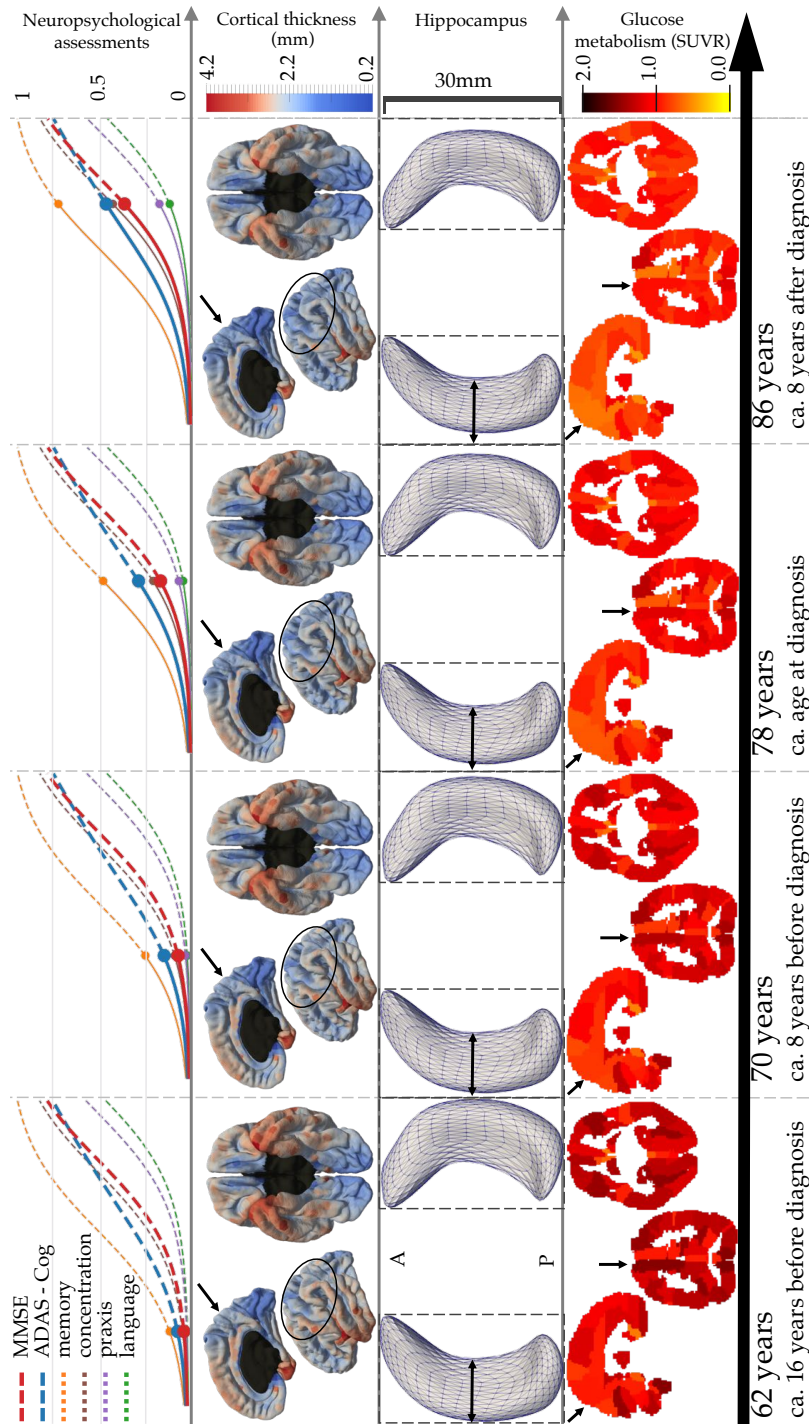 Neuropsychological
assessments
1
0.5
0
MMSE
ADAS - Cog
memory
concentration
praxis
language
Cortical thickness
(mm)
4.2
2.2
0.2
Hippocampus
30mm
A
P
Glucose
metabolism (SUVR)
2.0
1.0
0.0
62 years
ca. 16 years before diagnosis
70 years
ca. 8 years before diagnosis
78 years
ca. age at diagnosis
86 years
ca. 8 years after diagnosis